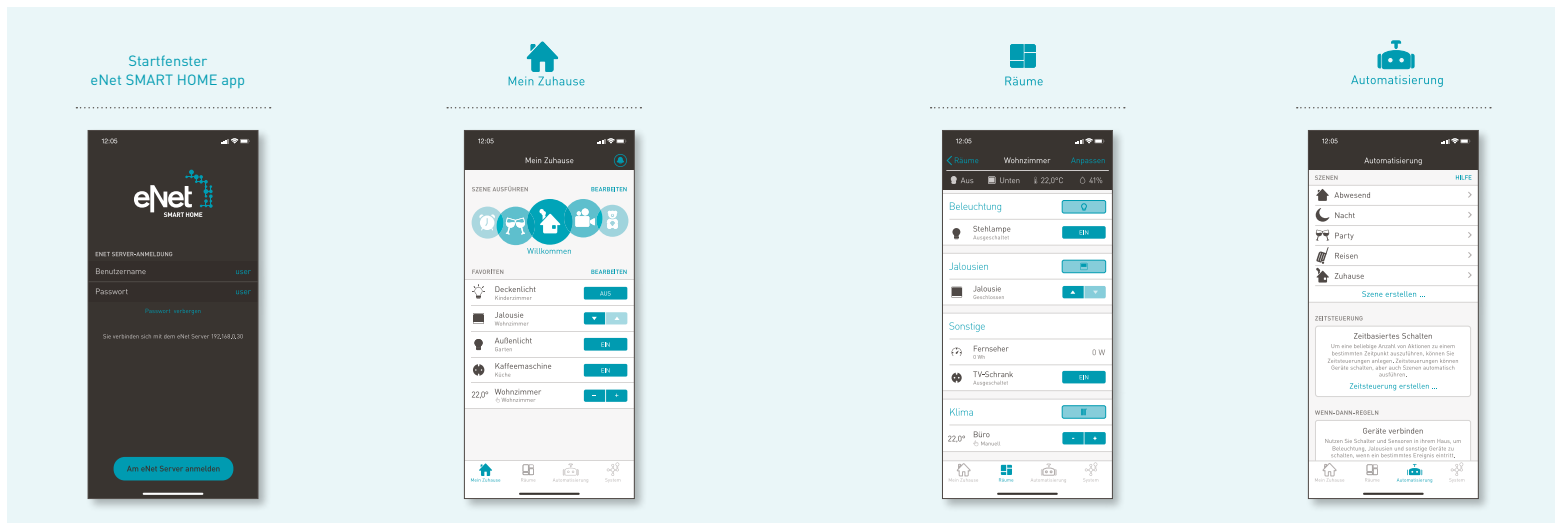 Startfenster
eNet SMART HOME app
12:05
eNet
SMART HOME
ENET SERVER-ANMELDUNG
Benutzername user
Passwort user
Passwort verbergen
Sie verbinden sich mit dem eNet Server 192,168,0,30
Am eNet Server anmelden
Mein Zuhause
12:05
Mein Zuhause
SZENE AUSFÜHREN BEARBEITEN
Willkommen
FAVORITEN BEARBEITEN
Deckenlicht
Kinderzimmer
AUS
Jalousie
Wohnzimmer
Außenlicht
Garten
EIN
Kaffeemaschine
Küche
EIN
22,0° Wohnzimmer
Wohnzimmer
- +
Mein Zuhause Räume Automatisierung System
Räume
12:05
Räume Wohnzimmer Anpassen
Aus Unten 22,0°C 41%
Beleuchtung
Stehlampe
Ausgeschaltet
EIN
Jalousien
Jalousie
Geschlossen
Sonstige
Fernseher
0 Wh
0 W
TV-Schrank
Ausgeschaltet
EIN
Klima
22,0° Büro
Manuell
- +
Mein Zuhause Räume Automatisierung System
Automatisierung
12:05
Automatisierung
SZENEN HILFE
Abwesend
Nacht
Party
Reisen
Zuhause
Szene erstellen ...
ZEITSTEUERUNG
Zeitbasiertes Schalten
Um eine beliebige Anzahl von Aktionen zu einem
bestimmten Zeitpunkt auszuführen, können Sie
Zeitsteuerungen anlegen. Zeitsteuerungen können
Geräte schalten, aber auch Szenen automatisch
ausführen.
Zeitsteuerung erstellen ...
WENN-DANN-REGELN
Geräte verbinden
Nutzen Sie Schalter und Sensoren in ihrem Haus, um
Beleuchtung, Jalousien und sonstige Geräte zu
schalten, wenn ein bestimmtes Ereignis eintritt.
Mein Zuhause Räume Automatisierung System